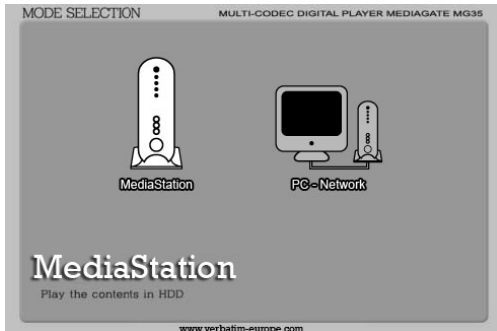 MODE SELECTION MULTI-CODEC DIGITAL PLAYER MEDIAGATE MG35
MediaStation PC - Network
MediaStation
Play the contents in HDD
www.verbatim-europe.com